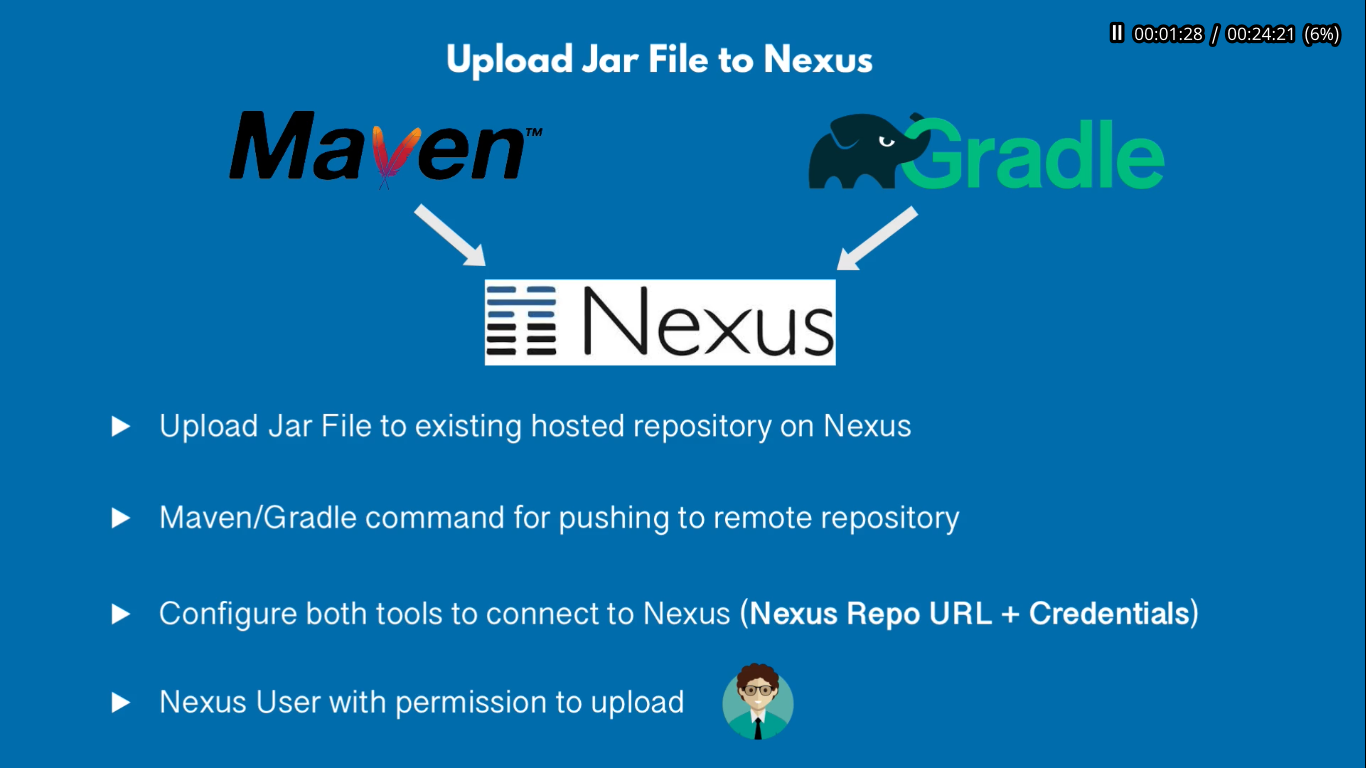 00:01:28 / 00:24:21 (6%)
Upload Jar File to Nexus
Maven™
Gradle
Nexus
Upload Jar File to existing hosted repository on Nexus
Maven/Gradle command for pushing to remote repository
Configure both tools to connect to Nexus (Nexus Repo URL + Credentials)
Nexus User with permission to upload